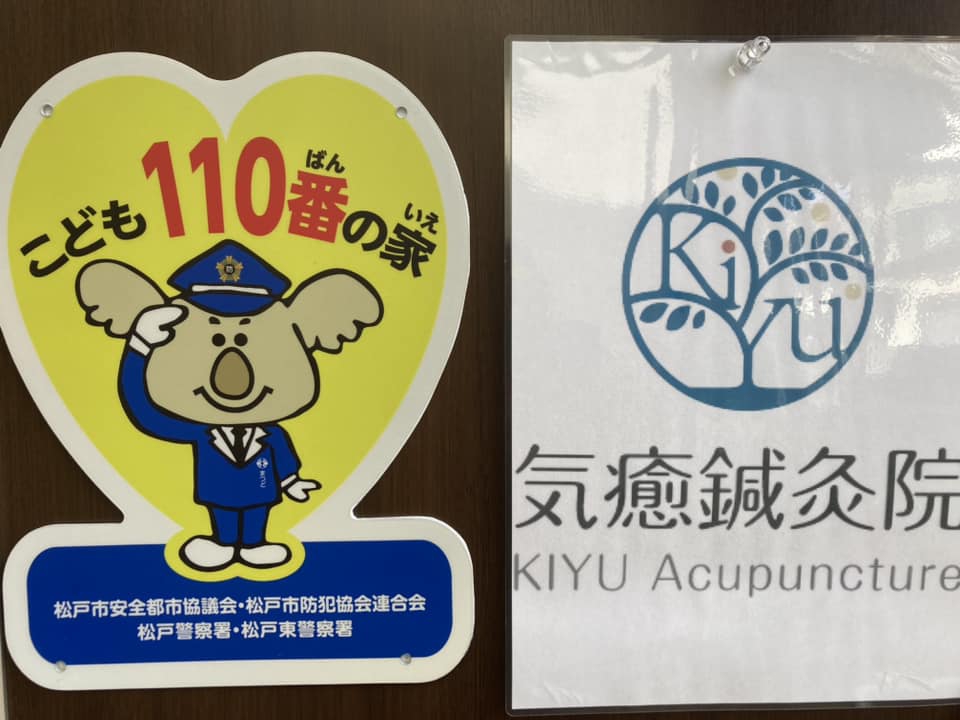 こども110番の家
ばん
いえ
松戸市安全都市協議会・松戸市防犯協会連合会
松戸警察署・松戸東警察署
KiYU
気癒鍼灸院
KIYU Acupuncture